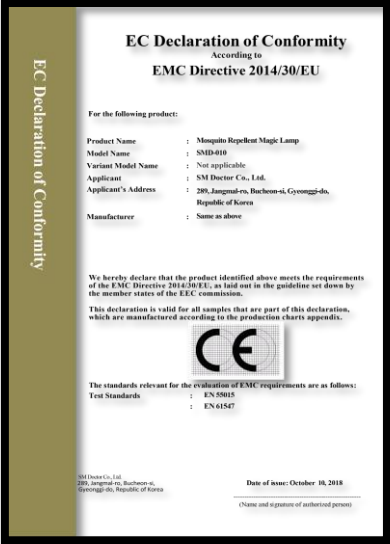 EC Declaration of Conformity
EC Declaration of Conformity
According to
EMC Directive 2014/30/EU
For the following product:
Product Name : Mosquito Repellent Magic Lamp
Model Name : SMD-010
Variant Model Name : Not applicable
Applicant : SM Doctor Co., Ltd.
Applicant's Address : 289, Jangmal-ro, Bucheon-si, Gyeonggi-do,
Republic of Korea
Manufacturer : Same as above
We hereby declare that the product identified above meets the requirements
of the EMC Directive 2014/30/EU, as laid out in the guideline set down by
the member states of the EEC commission.
This declaration is valid for all samples that are part of this declaration,
which are manufactured according to the production charts appendix.
CE
The standards relevant for the evaluation of EMC requirements are as follows:
Test Standards : EN 55015
: EN 61547
SM Doctor Co., Ltd.
289, Jangmal-ro, Bucheon-si,
Gyeonggi-do, Republic of Korea
Date of issue: October 10, 2018
(Name and signature of authorized person)